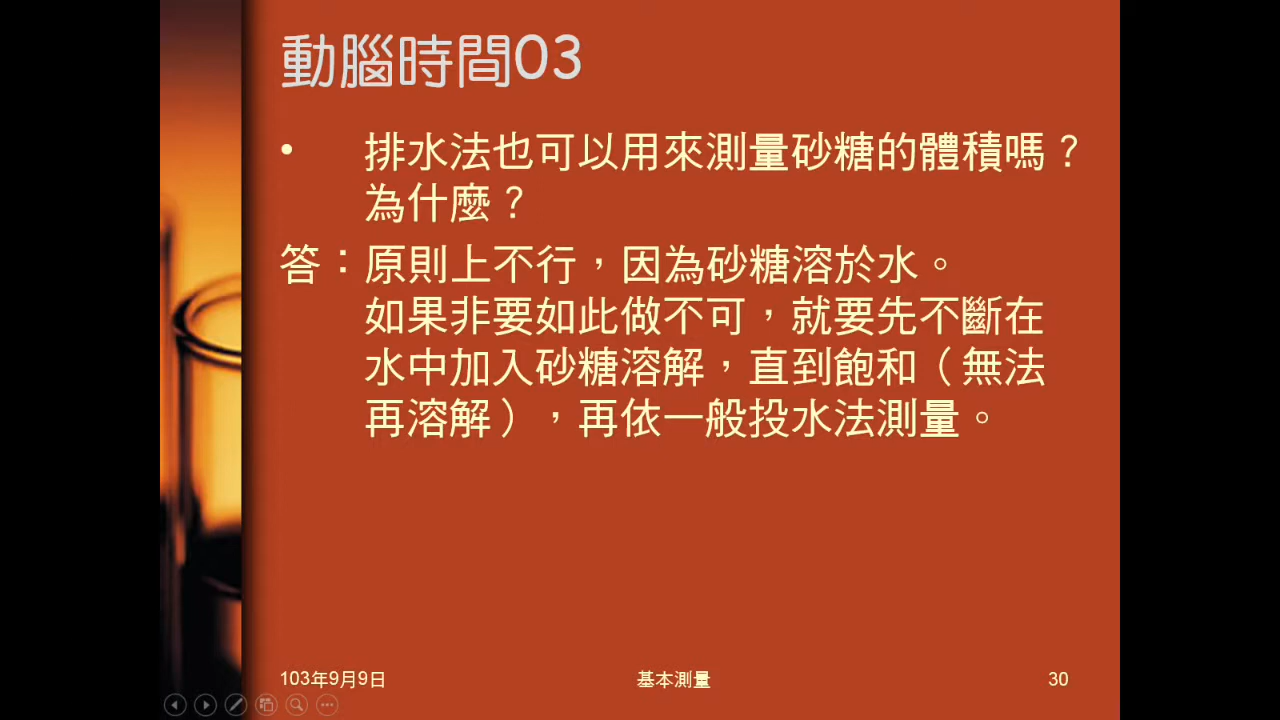 動腦時間03
• 排水法也可以用來測量砂糖的體積嗎？
為什麼？
答：原則上不行，因為砂糖溶於水。
如果非要如此做不可，就要先不斷在
水中加入砂糖溶解，直到飽和（無法
再溶解），再依一般投水法測量。
103年9月9日 基本測量 30